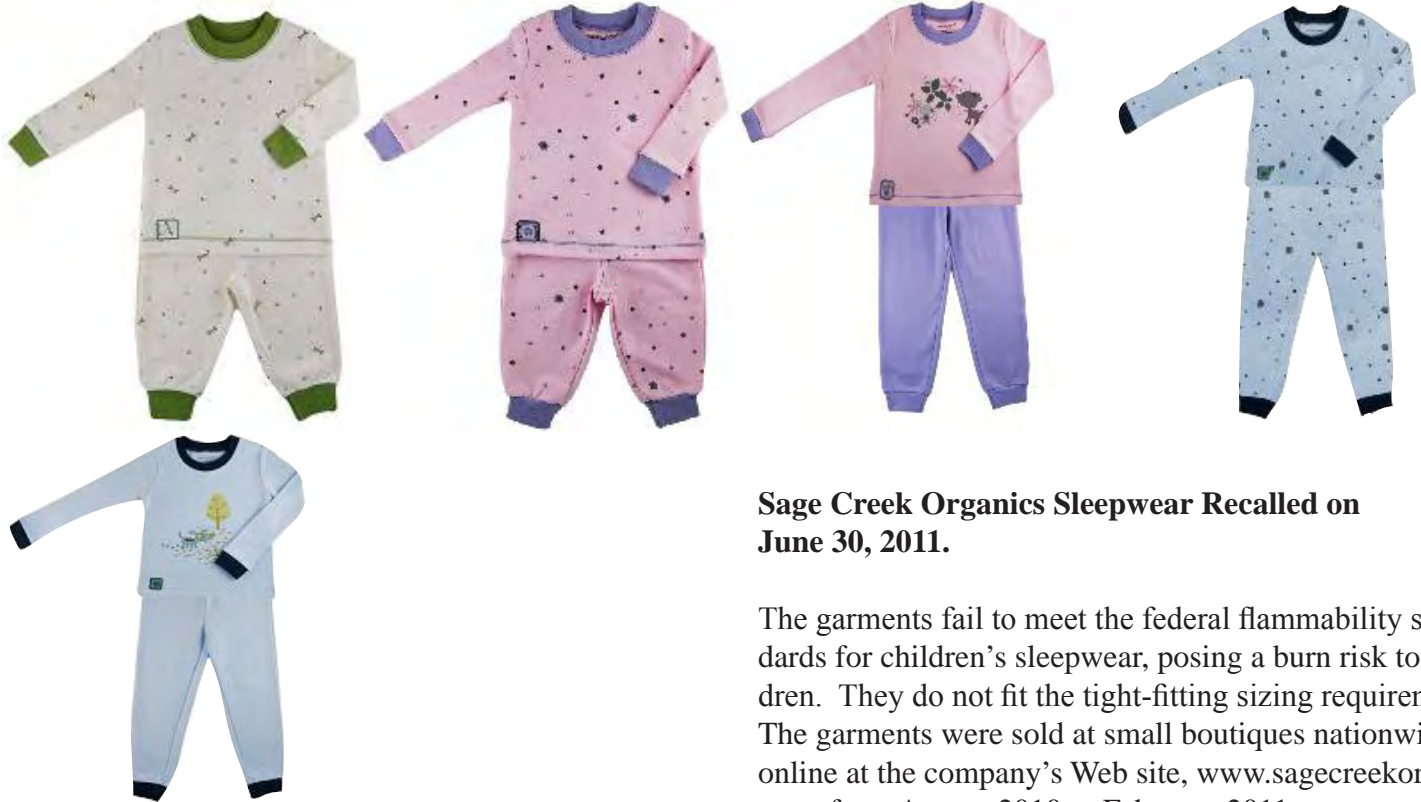 Sage Creek Organics Sleepwear Recalled on
June 30, 2011.
The garments fail to meet the federal flammability s
dards for children's sleepwear, posing a burn risk to
dren. They do not fit the tight-fitting sizing requirer
The garments were sold at small boutiques nationwi
online at the company's Web site, www.sagecreekor